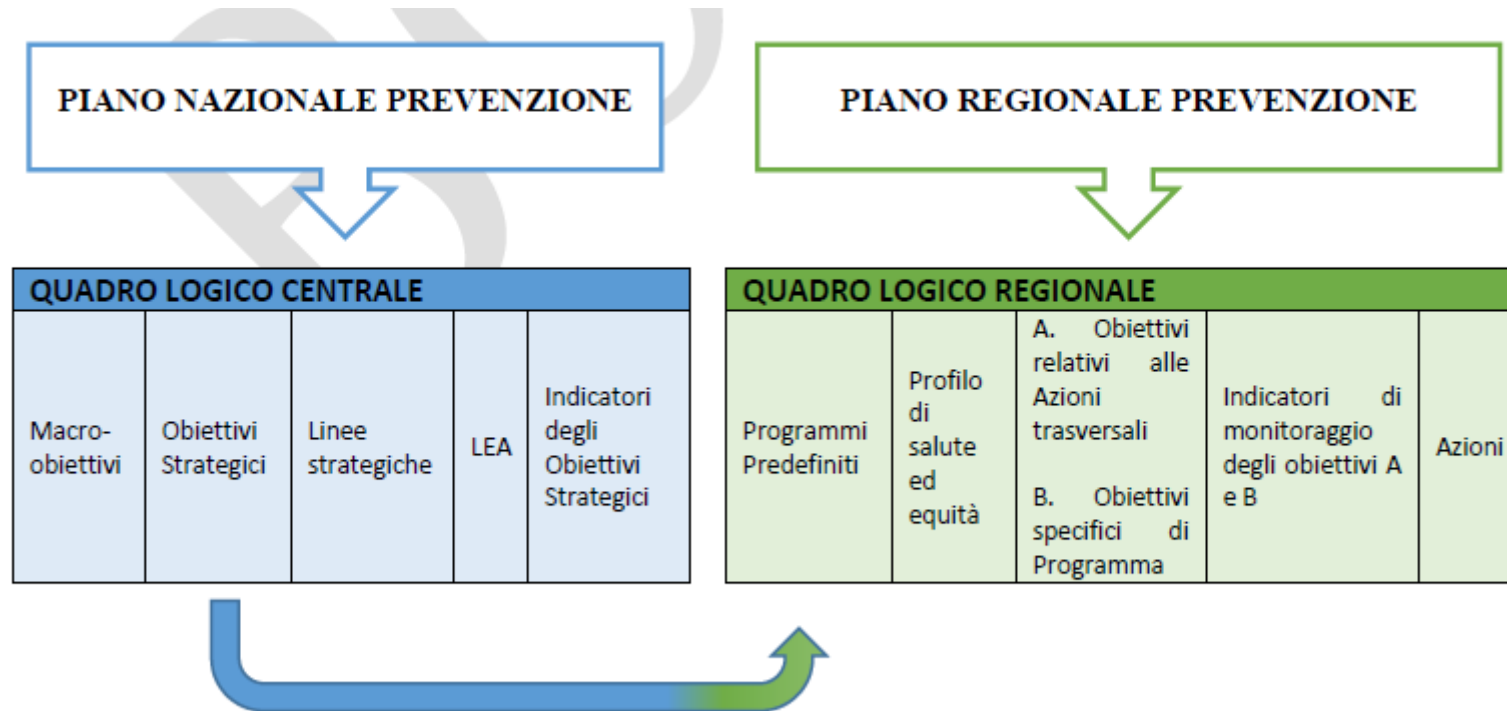 PIANO NAZIONALE PREVENZIONE
PIANO REGIONALE PREVENZIONE
QUADRO LOGICO CENTRALE
Macro-
obiettivi
Obiettivi
Strategici
Linee
strategiche
LEA
Indicatori
degli
Obiettivi
Strategici
QUADRO LOGICO REGIONALE
Programmi
Predefiniti
Profilo
di
salute
ed
equità
A. Obiettivi
relativi alle
Azioni
trasversali
B. Obiettivi
specifici di
Programma
Indicatori di
monitoraggio
degli obiettivi A
e B
Azioni